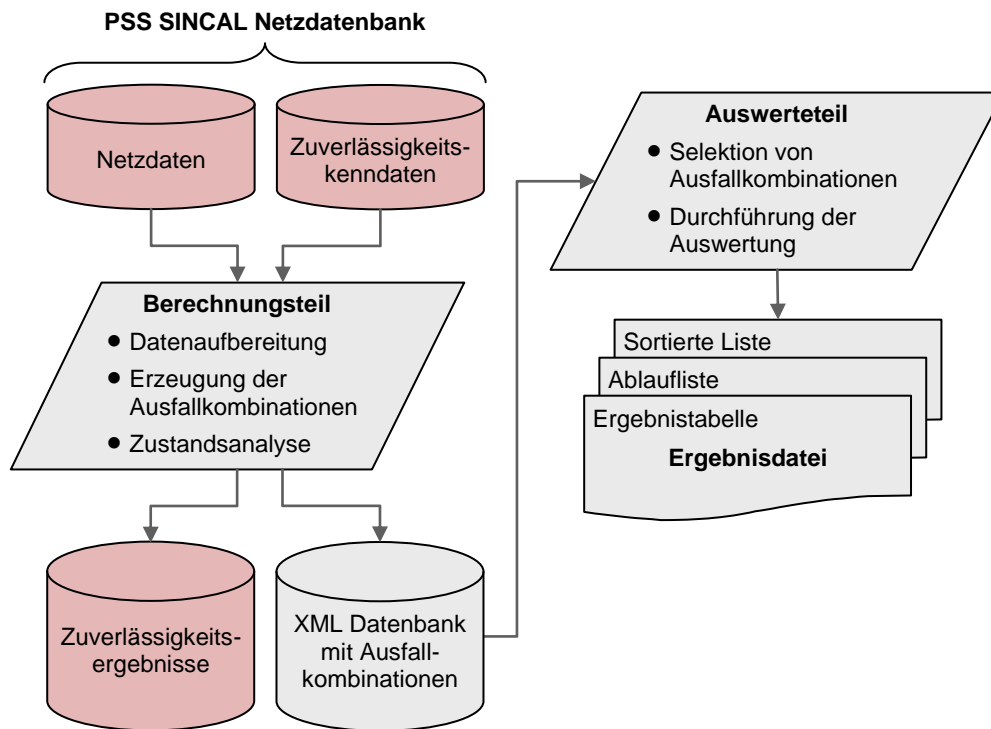 PSS SINCAL Netzdatenbank
Netzdaten
Zuverlässigkeits-
kenndaten
Berechnungsteil
● Datenaufbereitung
● Erzeugung der
Ausfallkombinationen
● Zustandsanalyse
Zuverlässigkeits-
ergebnisse
XML Datenbank
mit Ausfall-
kombinationen
Auswerteteil
● Selektion von
Ausfallkombinationen
● Durchführung der
Auswertung
Sortierte Liste
Ablaufliste
Ergebnistabelle
Ergebnisdatei